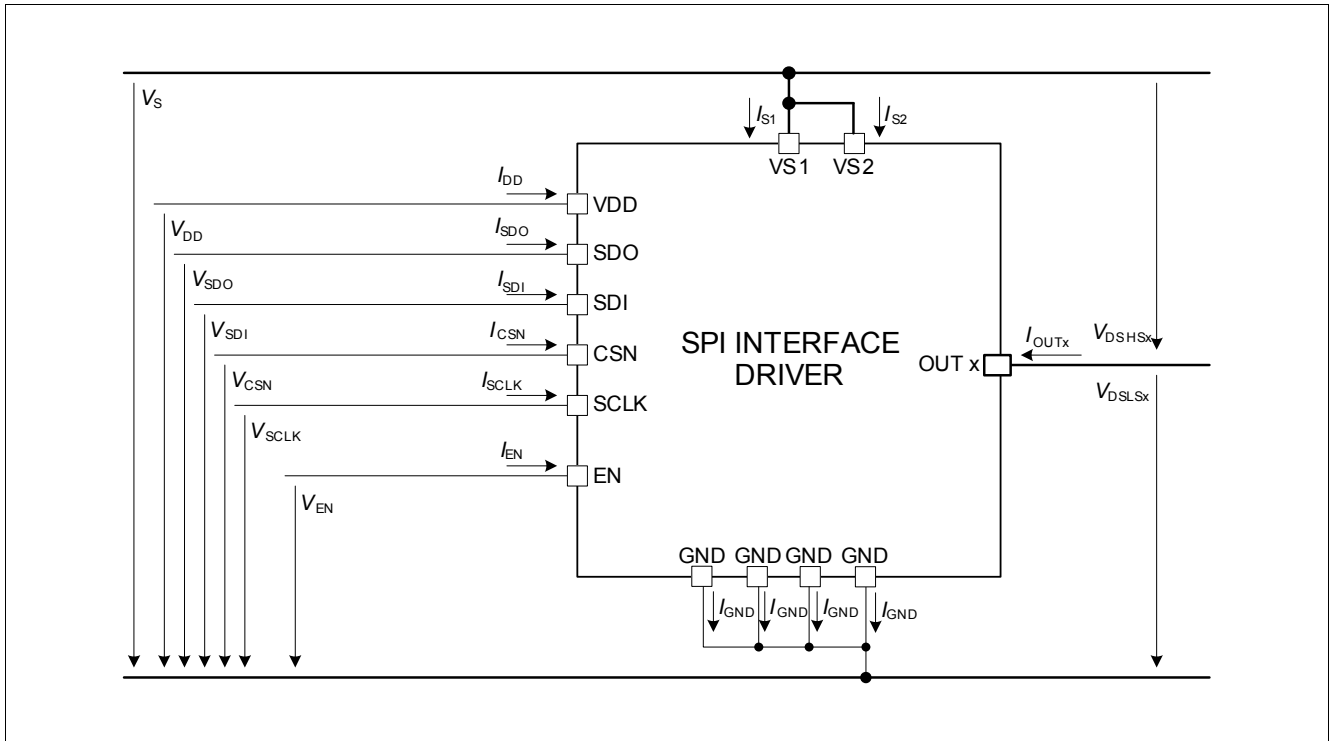 VS
IS1
IS2
VS1 VS2
IDD
VDD
VDD
ISDO
SDO
VSDO
ISDI
SDI
VSDI
ICSN
CSN
VCSN
ISCLK
SCLK
VSCLK
IEN
EN
VEN
SPI INTERFACE
DRIVER
OUT x
IOUTx
VDSHSx
VDSLSx
GND GND GND GND
IGND IGND IGND IGND